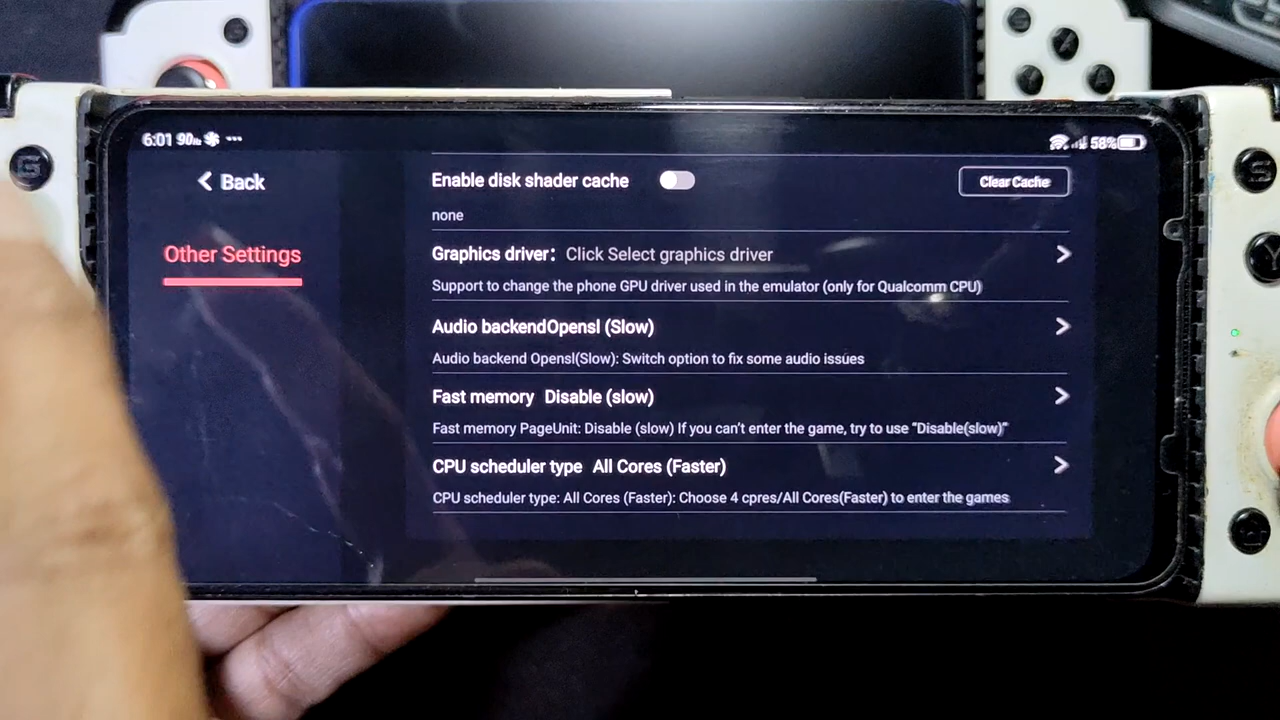 6:01 90Hz ✱ ··· 58%
Back
Other Settings
Enable disk shader cache Clear Cache
none
Graphics driver: Click Select graphics driver
Support to change the phone GPU driver used in the emulator (only for Qualcomm CPU)
Audio backendOpensl (Slow)
Audio backend Opensl(Slow): Switch option to fix some audio issues
Fast memory Disable (slow)
Fast memory PageUnit: Disable (slow) If you can't enter the game, try to use “Disable(slow)”
CPU scheduler type All Cores (Faster)
CPU scheduler type: All Cores (Faster): Choose 4 cpres/All Cores(Faster) to enter the games
G
X
A
S
Y